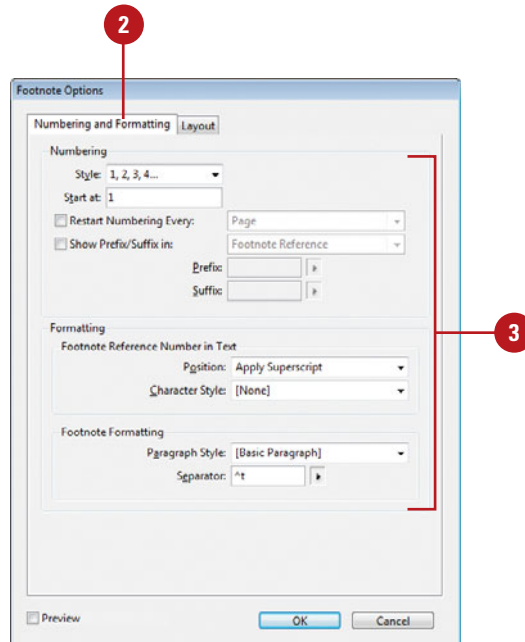 2
Footnote Options
Numbering and Formatting Layout
Numbering
Style: 1, 2, 3, 4...
Start at: 1
Restart Numbering Every: Page
Show Prefix/Suffix in: Footnote Reference
Prefix:
Suffix:
3
Formatting
Footnote Reference Number in Text
Position: Apply Superscript
Character Style: [None]
Footnote Formatting
Paragraph Style: [Basic Paragraph]
Separator: ^t
Preview OK Cancel